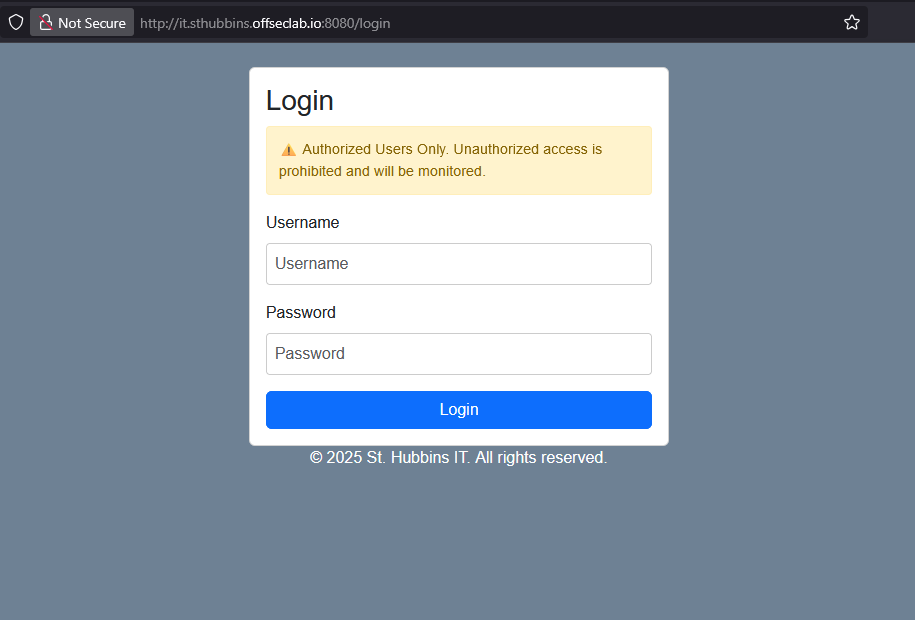 Not Secure http://it.sthubbins.offseclab.io:8080/login
Login
⚠ Authorized Users Only. Unauthorized access is
prohibited and will be monitored.
Username
Username
Password
Password
Login
© 2025 St. Hubbins IT. All rights reserved.